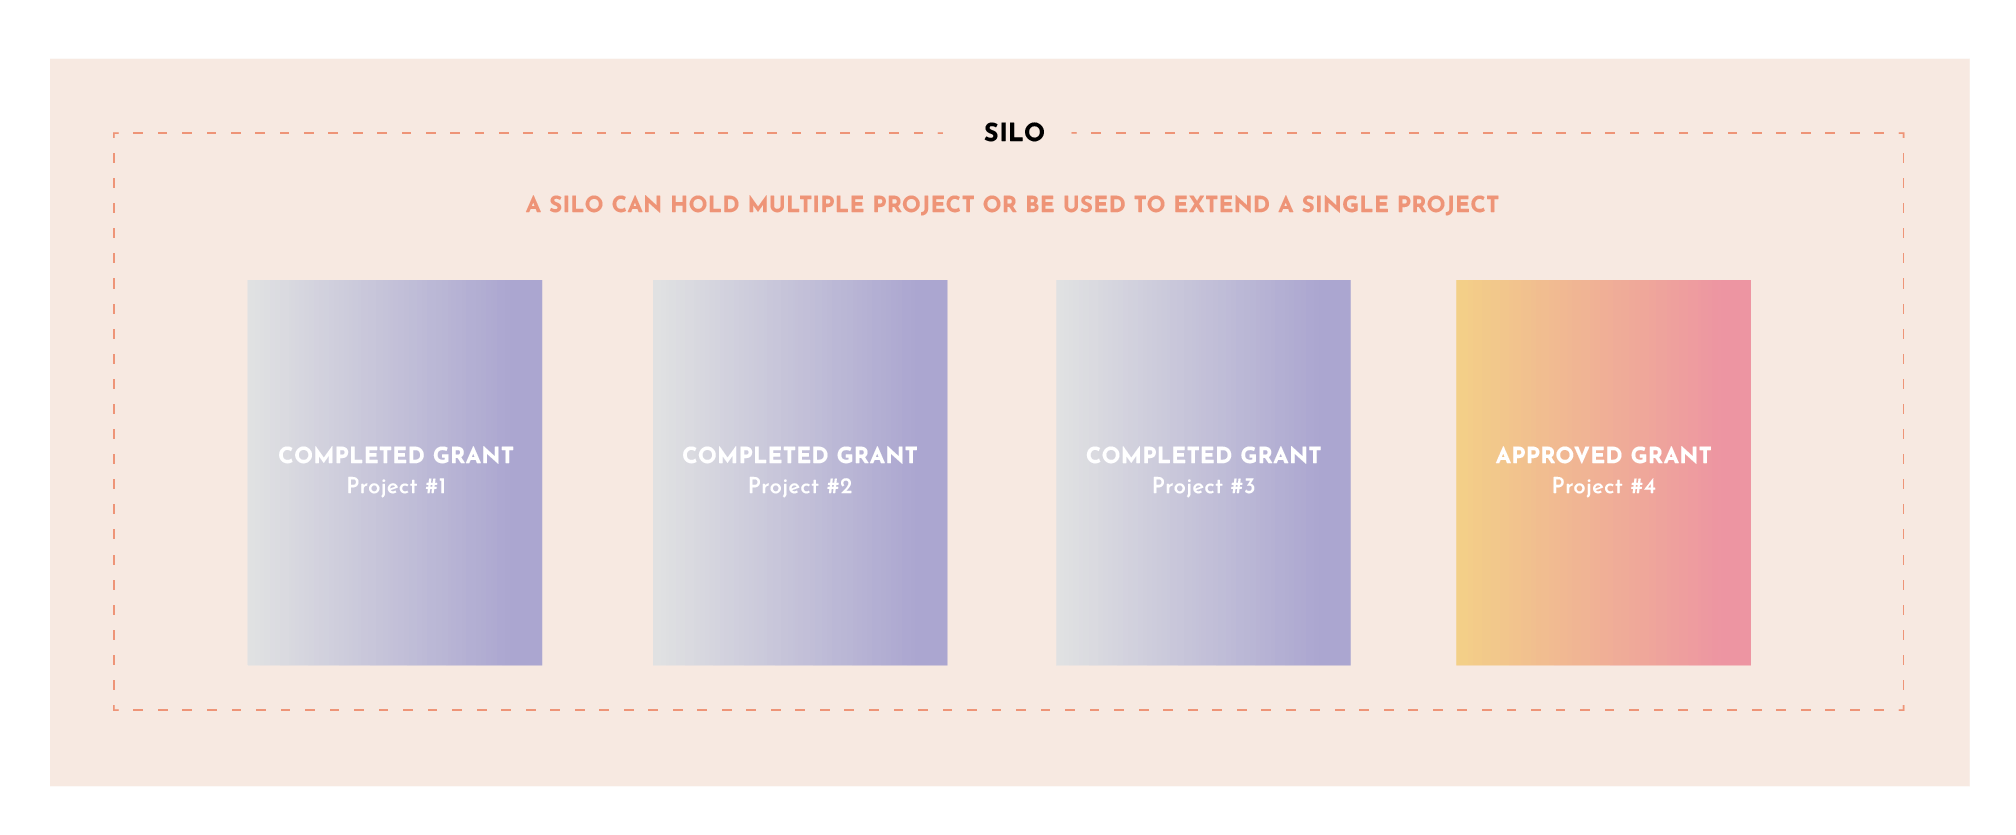 SILO
A SILO CAN HOLD MULTIPLE PROJECT OR BE USED TO EXTEND A SINGLE PROJECT
COMPLETED GRANT
Project #1
COMPLETED GRANT
Project #2
COMPLETED GRANT
Project #3
APPROVED GRANT
Project #4